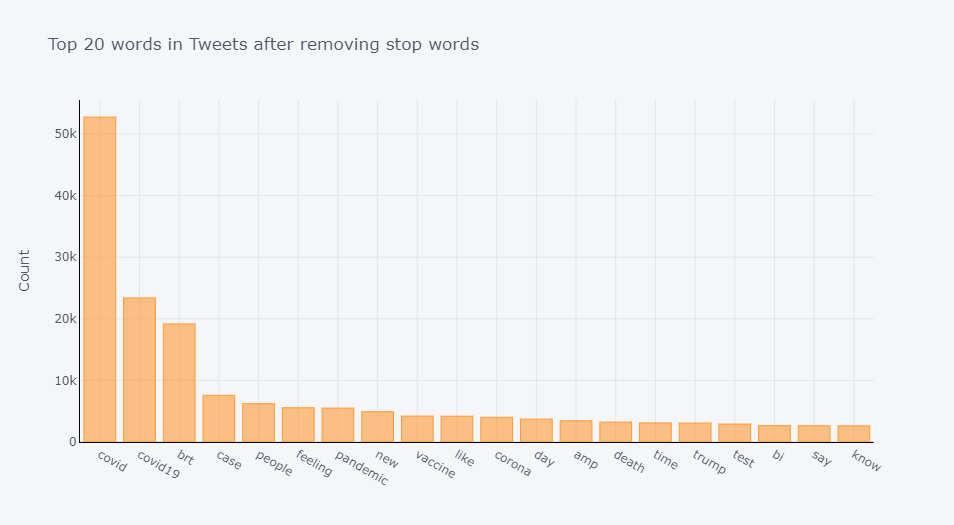 Top 20 words in Tweets after removing stop words
Count
50k
40k
30k
20k
10k
0
covid
covid19
brt
case
people
feeling
pandemic
new
vaccine
like
corona
day
amp
death
time
trump
test
bi
say
know